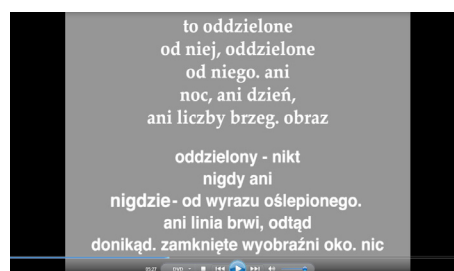 to oddzielone
od niej, oddzielone
od niego. ani
noc, ani dzień,
ani liczby brzeg. obraz
oddzielony - nikt
nigdy ani
nigdzie - od wyrazu oślepionego.
ani linia brwi, odtąd
donikąd. zamknięte wyobraźni oko. nic
DVD